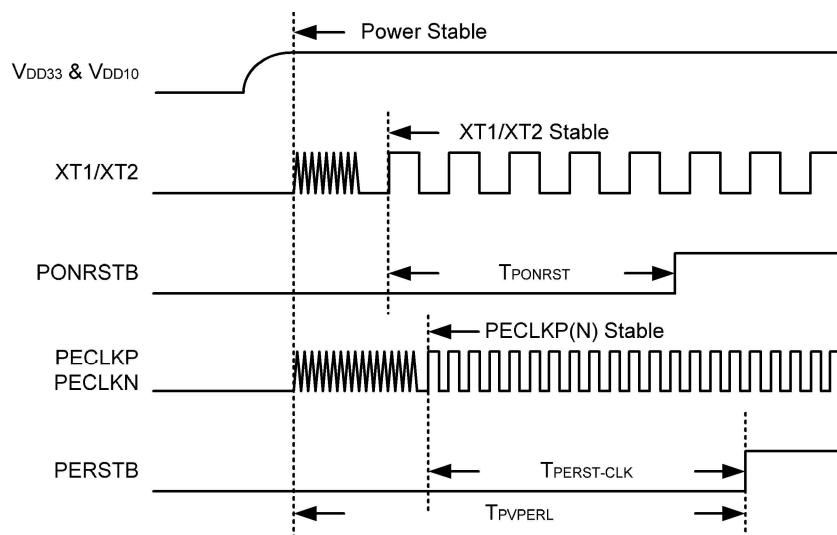 Power Stable
VDD33 & VDD10
XT1/XT2 Stable
XT1/XT2
PONRSTB
TPONRST
PECLKP(N) Stable
PECLKP
PECLKN
PERSTB
TPERST-CLK
TPVPERL